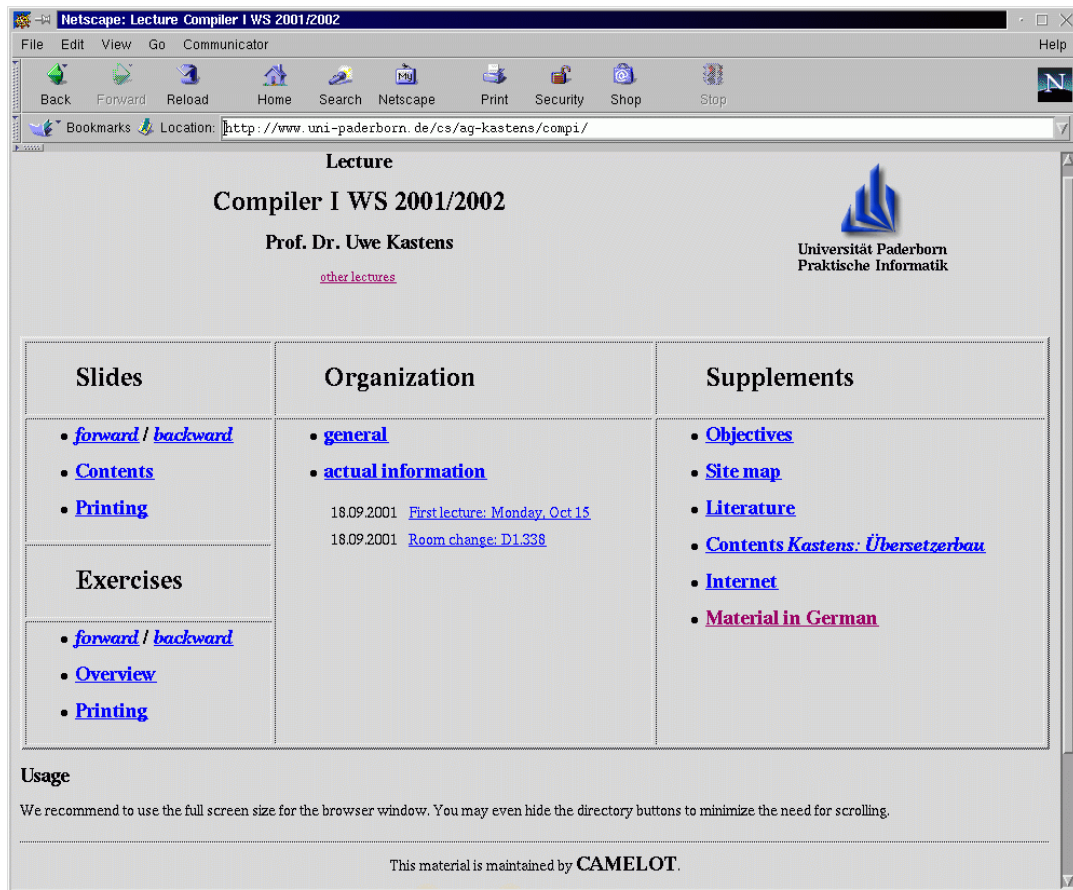 Netscape: Lecture Compiler I WS 2001/2002
File Edit View Go Communicator Help
Back Forward Reload Home Search Netscape Print Security Shop Stop
My
N
Bookmarks Location: http://www.uni-paderborn.de/cs/ag-kastens/compi/
Lecture
Compiler I WS 2001/2002
Prof. Dr. Uwe Kastens
other lectures
Universität Paderborn
Praktische Informatik
Slides
• forward / backward
• Contents
• Printing
Exercises
• forward / backward
• Overview
• Printing
Organization
• general
• actual information
18.09.2001 First lecture: Monday, Oct 15
18.09.2001 Room change: D1.338
Supplements
• Objectives
• Site map
• Literature
• Contents Kastens: Übersetzerbau
• Internet
• Material in German
Usage
We recommend to use the full screen size for the browser window. You may even hide the directory buttons to minimize the need for scrolling.
This material is maintained by CAMELOT.